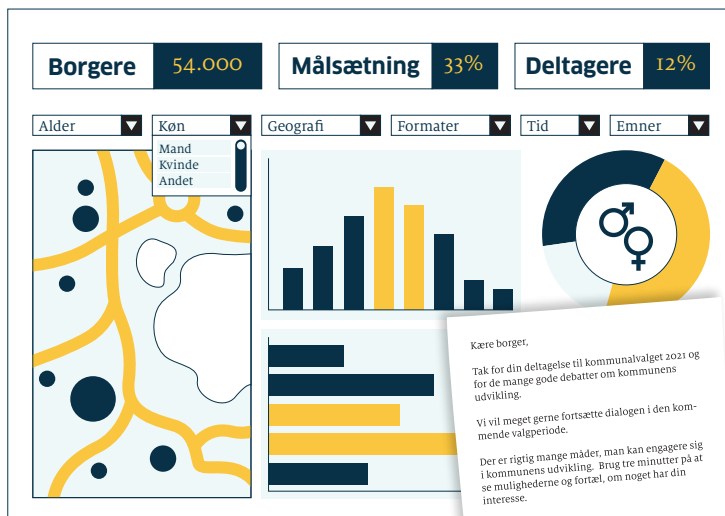 Borgere 54.000 Målsætning 33% Deltagere 12%
Alder Køn Geografi Formater Tid Emner
Mand
Kvinde
Andet
Kære borger,
Tak for din deltagelse til kommunalvalget 2021 og
for de mange gode debatter om kommunens
udvikling.
Vi vil meget gerne fortsætte dialogen i den kom-
mende valgperiode.
Der er rigtig mange måder, man kan engagere sig
i kommunens udvikling. Brug tre minutter på at
se mulighederne og fortæl, om noget har din
interesse.